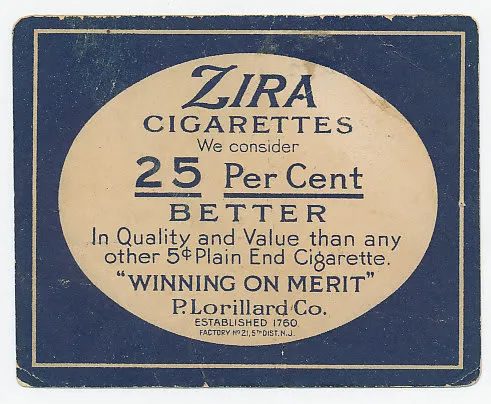 ZIRA
CIGARETTES
We consider
25 Per Cent
BETTER
In Quality and Value than any
other 5¢ Plain End Cigarette.
"WINNING ON MERIT"
P. Lorillard Co.
ESTABLISHED 1760
FACTORY Nº 21, 5TH DIST. N.J.